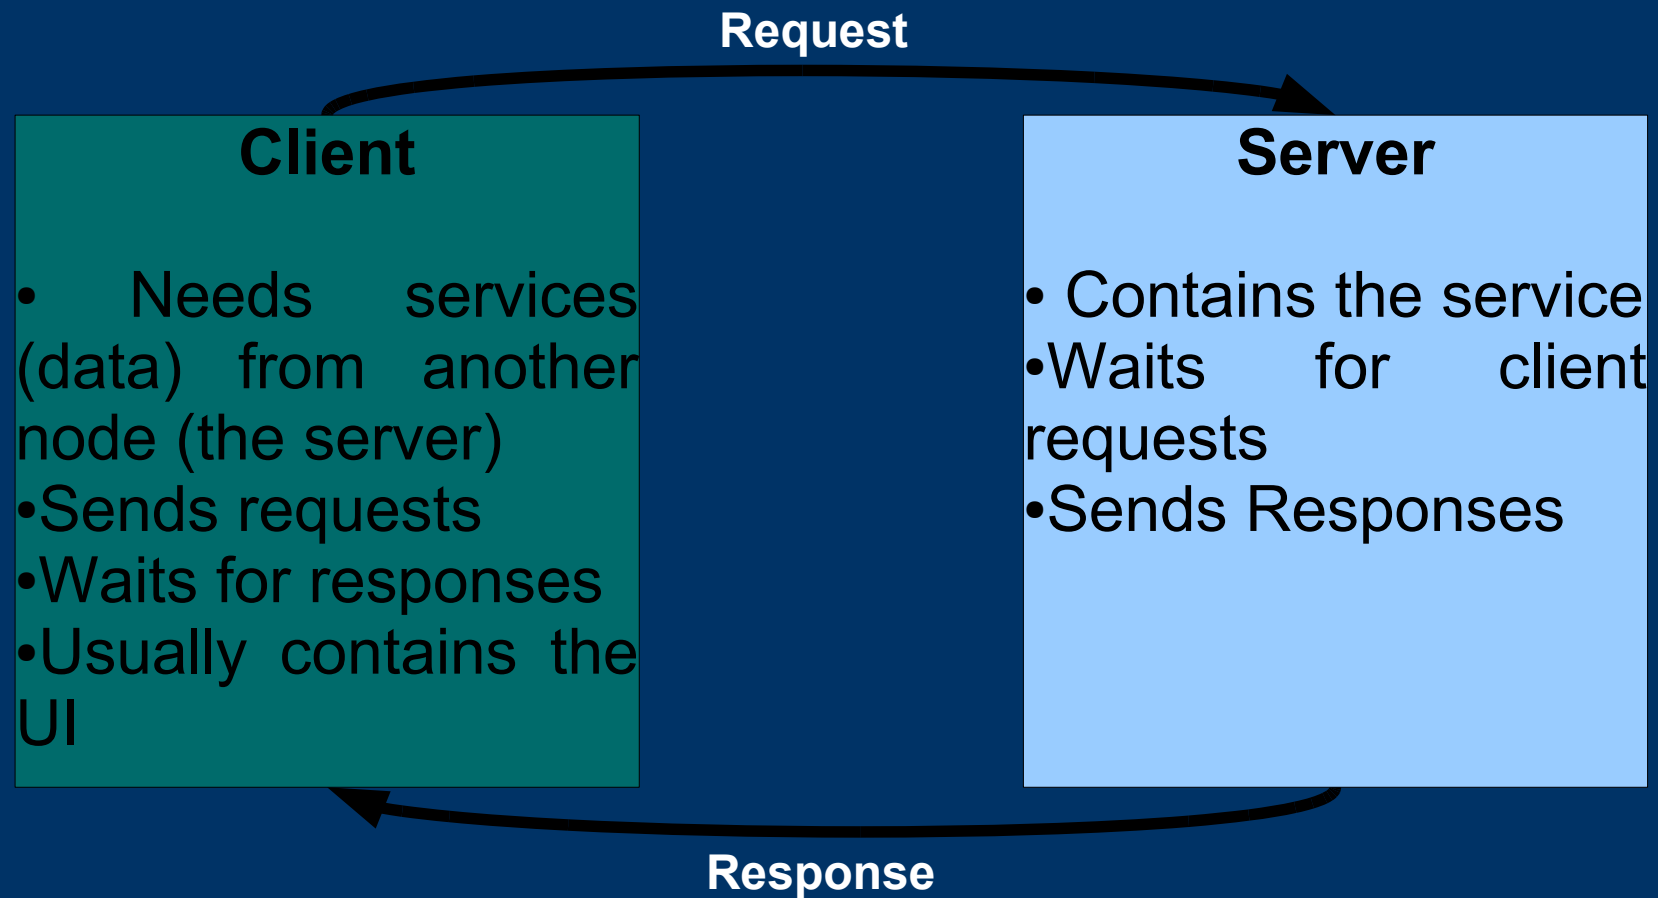 Request
Client
• Needs services
(data) from another
node (the server)
•Sends requests
•Waits for responses
•Usually contains the
UI
Server
• Contains the service
•Waits for client
requests
•Sends Responses
Response